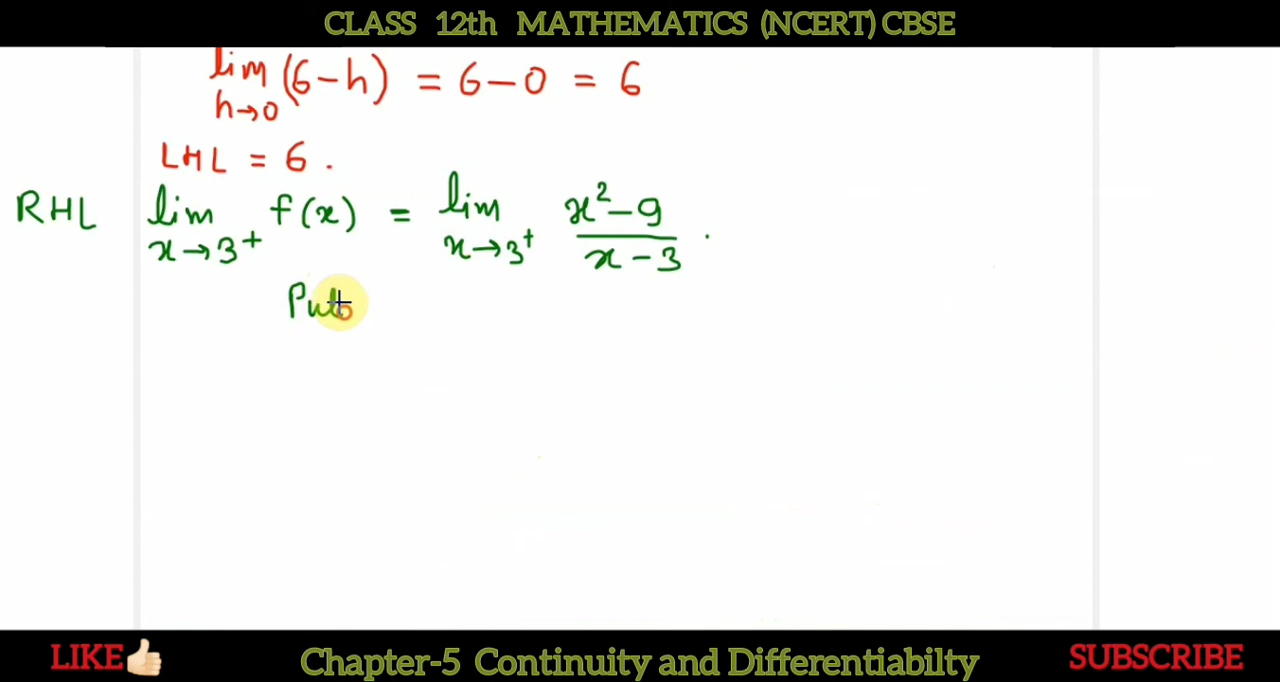 CLASS 12th MATHEMATICS (NCERT) CBSE
lim h→0 (6-h) = 6-0 = 6
LHL = 6.
RHL lim x→3⁺ f(x) = lim x→3⁺ (x²-9)/(x-3).
Put
LIKE👍🏻 Chapter-5 Continuity and Differentiabilty SUBSCRIBE